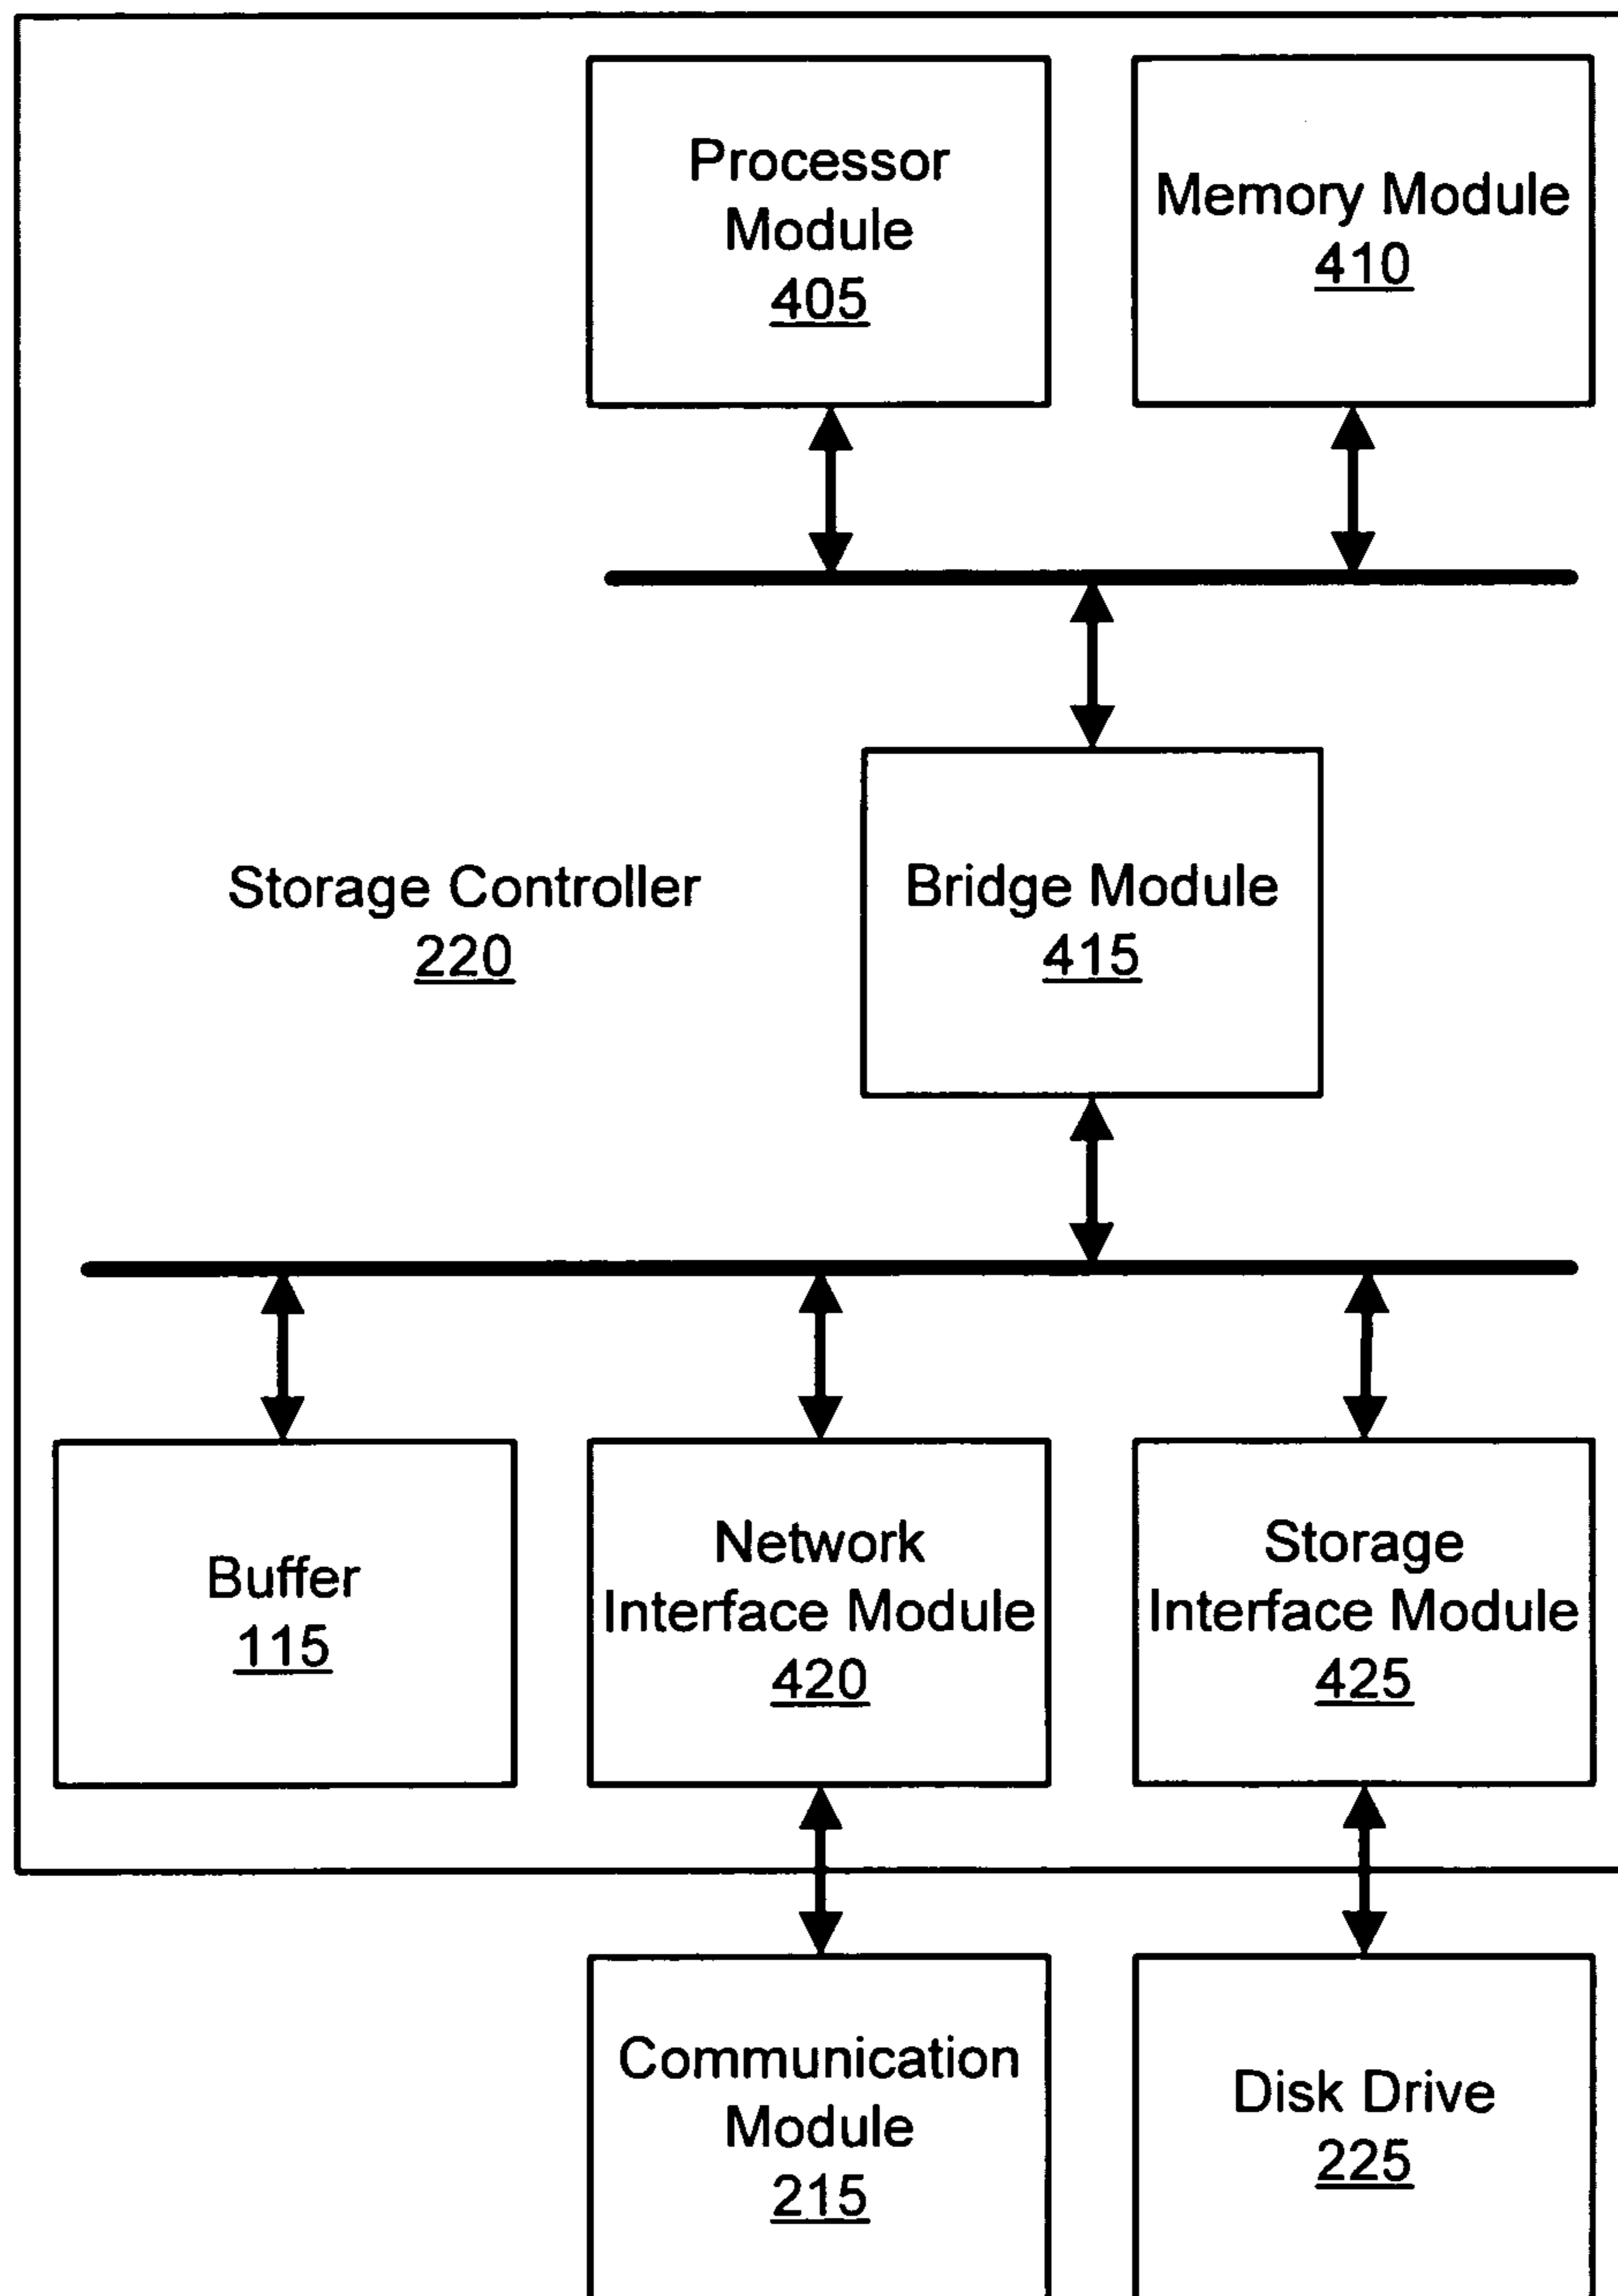 Processor
Module
405
Memory Module
410
Storage Controller
220
Bridge Module
415
Buffer
115
Network
Interface Module
420
Storage
Interface Module
425
Communication
Module
215
Disk Drive
225